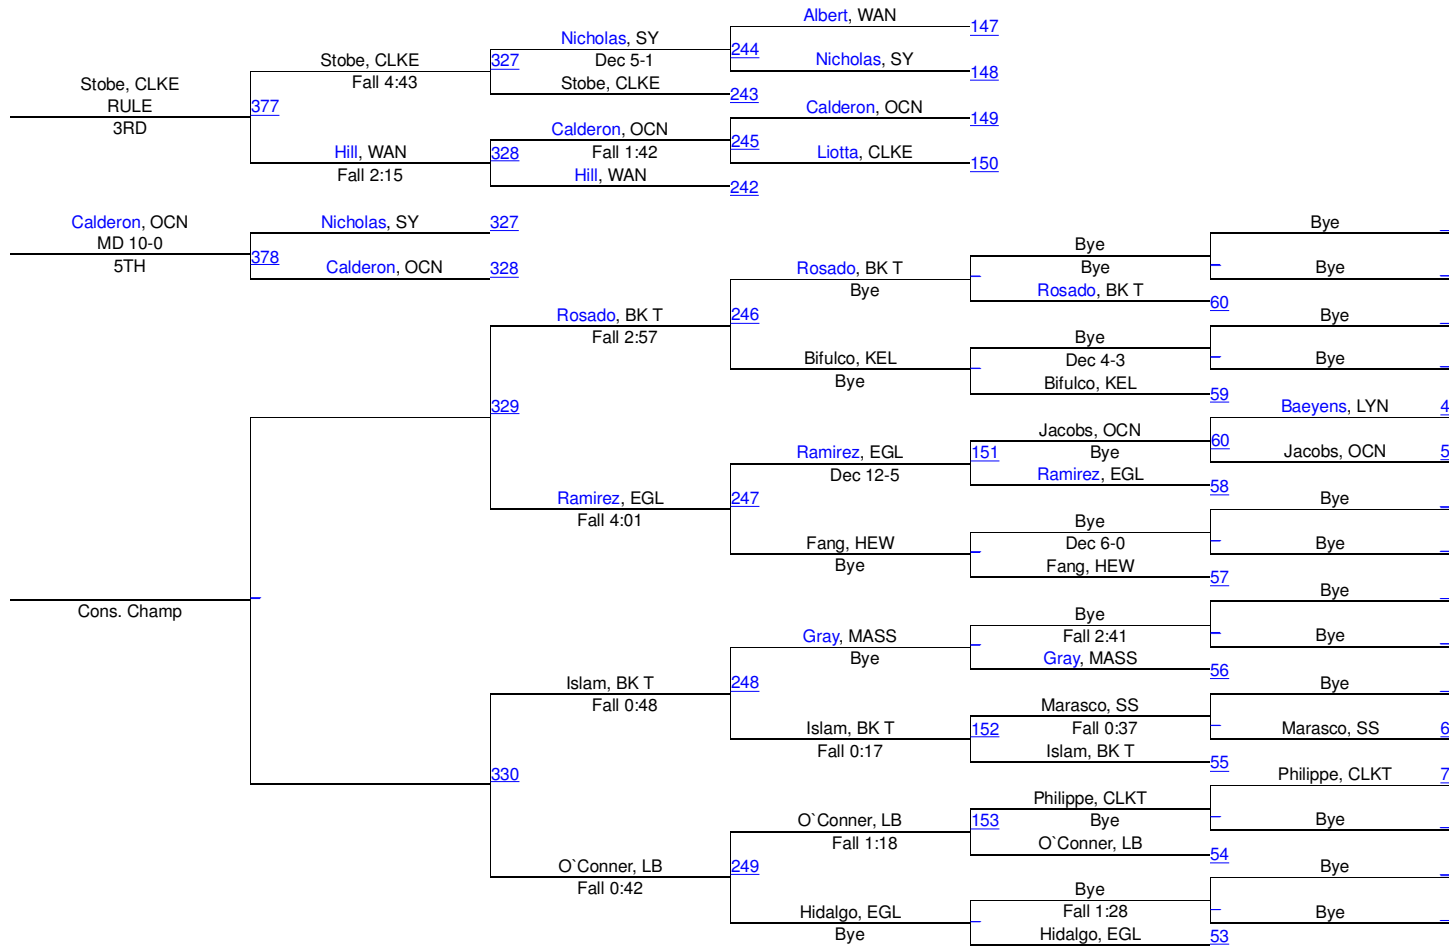 Albert, WAN
147
Nicholas, SY
244
Dec 5-1
Nicholas, SY
148
Stobe, CLKE
327
Fall 4:43
Stobe, CLKE
243
Stobe, CLKE
RULE
377
3RD
Calderon, OCN
149
Calderon, OCN
245
Fall 1:42
Liotta, CLKE
150
Hill, WAN
328
Fall 2:15
Hill, WAN
242
Calderon, OCN
MD 10-0
5TH
378
Nicholas, SY
327
Calderon, OCN
328
Bye
Bye
Bye
Bye
Rosado, BK T
Bye
Rosado, BK T
60
Rosado, BK T
246
Fall 2:57
Bye
Bye
Bye
Dec 4-3
Bifulco, KEL
Bye
Bifulco, KEL
59
329
Baeyens, LYN
4
Jacobs, OCN
60
Bye
Jacobs, OCN
5
Ramirez, EGL
151
Dec 12-5
Ramirez, EGL
58
Ramirez, EGL
247
Fall 4:01
Bye
Bye
Bye
Dec 6-0
Fang, HEW
Bye
Fang, HEW
57
Cons. Champ
Bye
Bye
Bye
Fall 2:41
Gray, MASS
Bye
Gray, MASS
56
Islam, BK T
248
Fall 0:48
Bye
Marasco, SS
Fall 0:37
Marasco, SS
6
Islam, BK T
152
Fall 0:17
Islam, BK T
55
330
Philippe, CLKT
7
Philippe, CLKT
Bye
Bye
O`Conner, LB
153
Fall 1:18
O`Conner, LB
54
O`Conner, LB
249
Fall 0:42
Bye
Bye
Bye
Fall 1:28
Hidalgo, EGL
Bye
Hidalgo, EGL
53